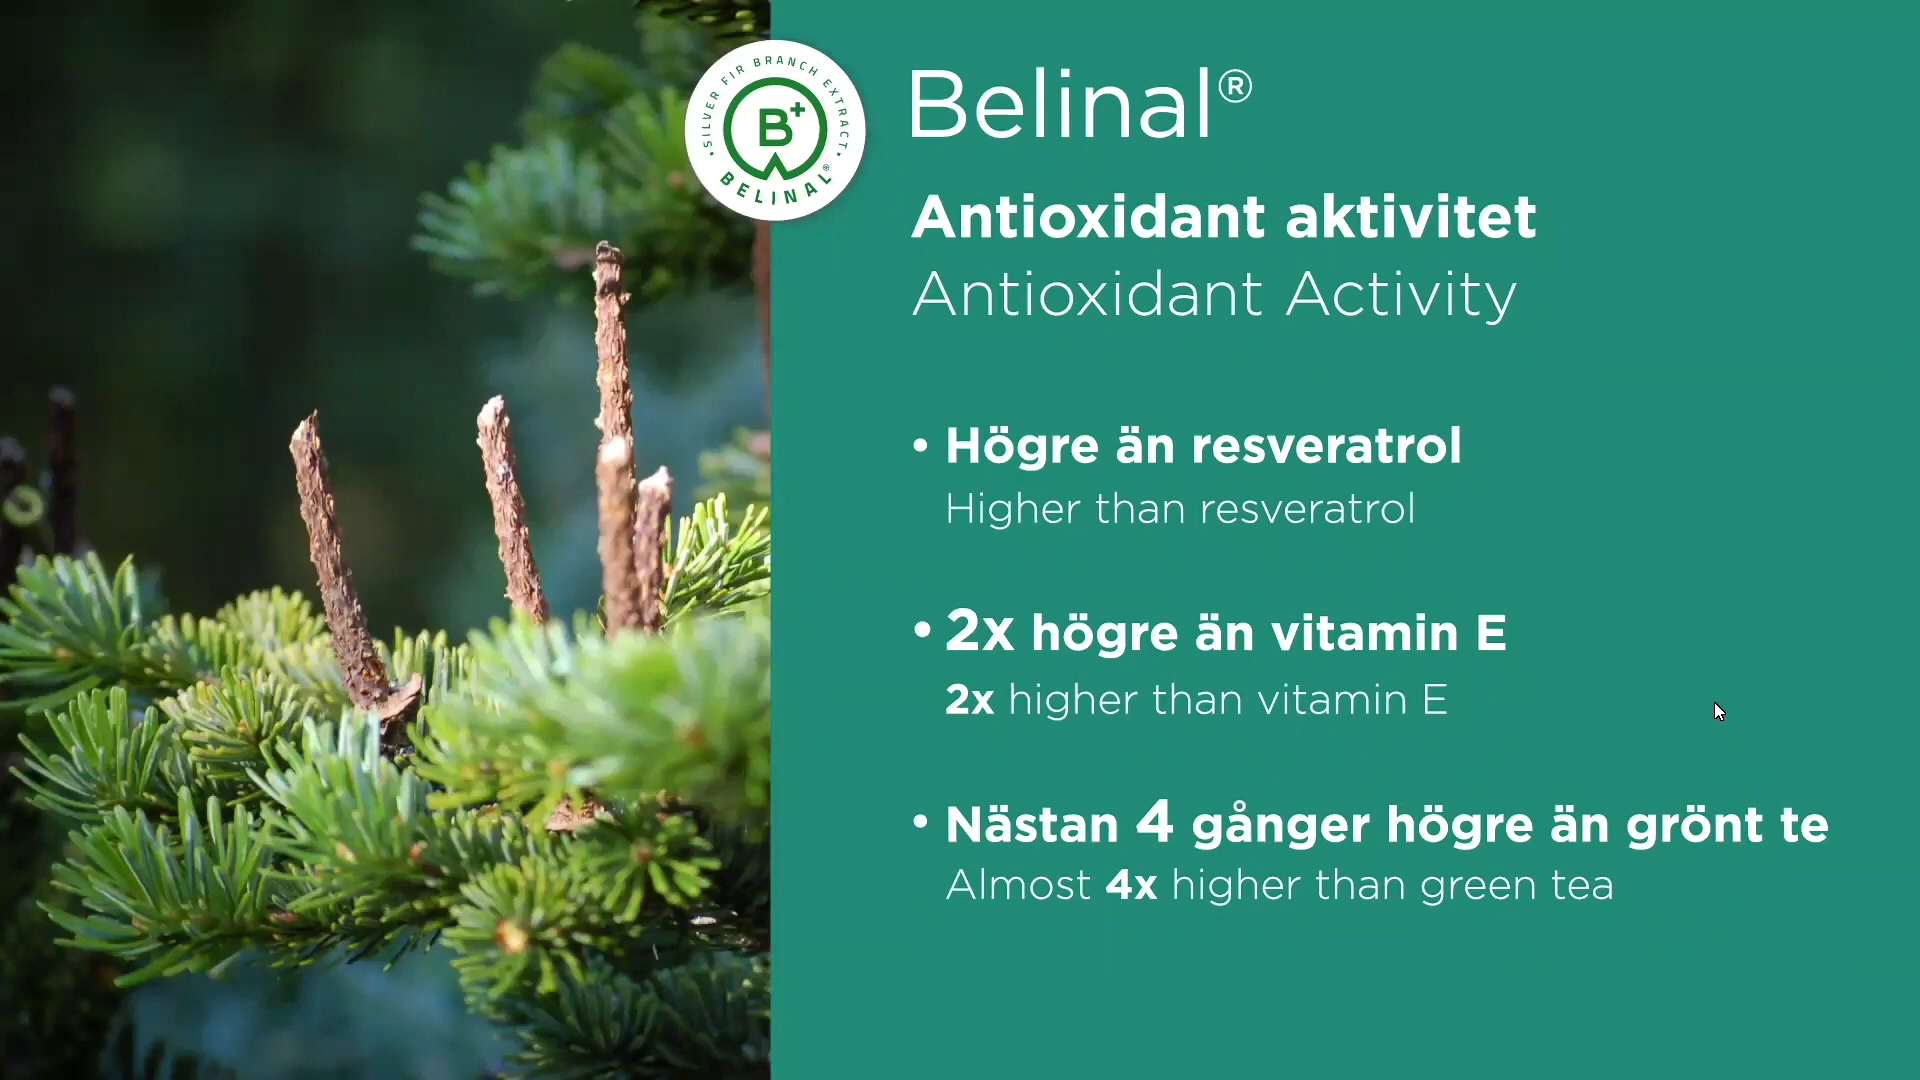 • SILVER FIR BRANCH EXTRACT •
B+
BELINAL®
Belinal®
Antioxidant aktivitet
Antioxidant Activity
• Högre än resveratrol
Higher than resveratrol
• 2x högre än vitamin E
2x higher than vitamin E
• Nästan 4 gånger högre än grönt te
Almost 4x higher than green tea